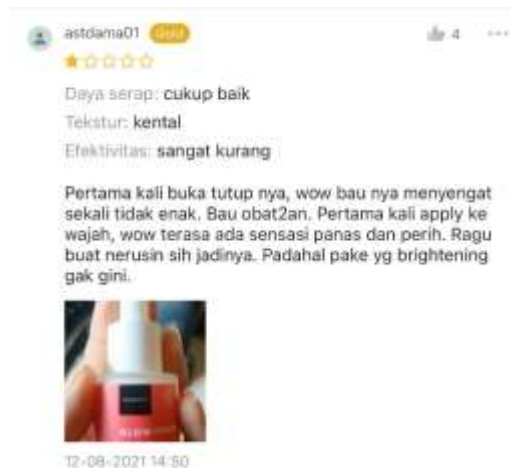 astdama01 Gold 4
Daya serap: cukup baik
Tekstur: kental
Efektivitas: sangat kurang
Pertama kali buka tutup nya, wow bau nya menyengat
sekali tidak enak. Bau obat2an. Pertama kali apply ke
wajah, wow terasa ada sensasi panas dan perih. Ragu
buat nerusin sih jadinya. Padahal pake yg brightening
gak gini.
12-08-2021 14:50